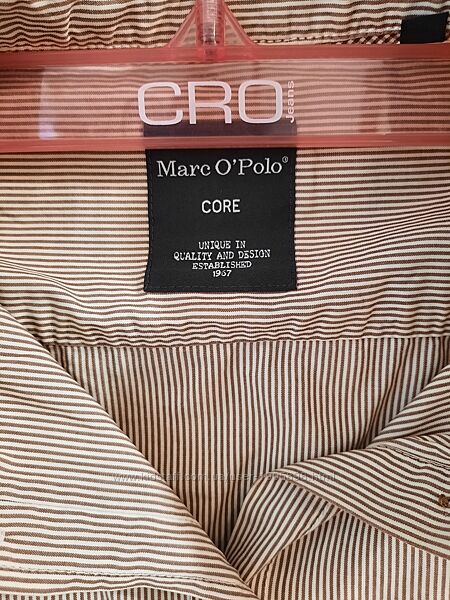 CRO
Jeans
Marc O'Polo®
CORE
UNIQUE IN
QUALITY AND DESIGN
ESTABLISHED
1967